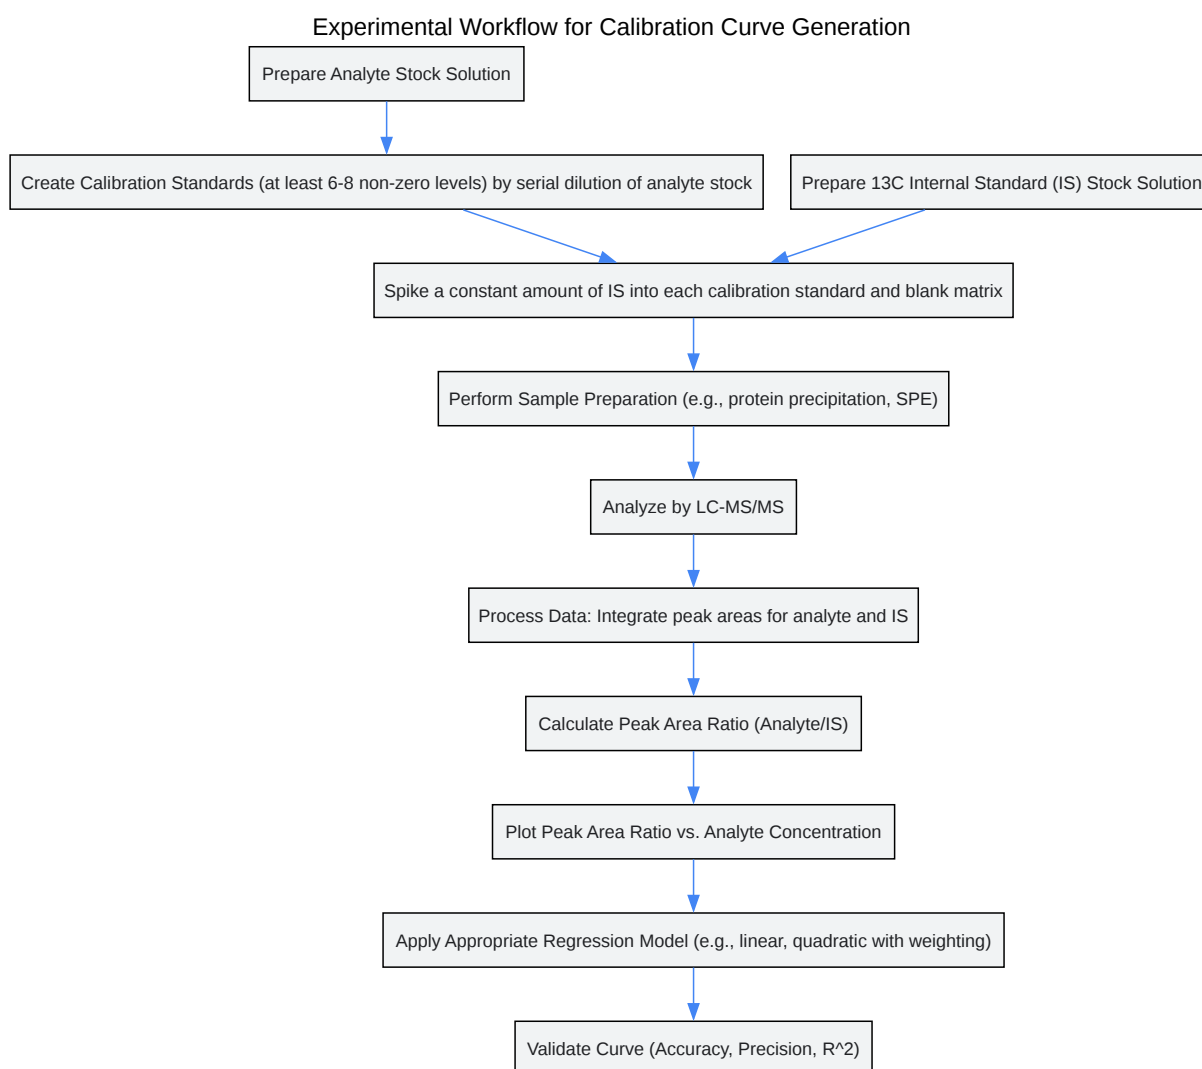 Experimental Workflow for Calibration Curve Generation
Prepare Analyte Stock Solution
Create Calibration Standards (at least 6-8 non-zero levels) by serial dilution of analyte stock
Prepare 13C Internal Standard (IS) Stock Solution
Spike a constant amount of IS into each calibration standard and blank matrix
Perform Sample Preparation (e.g., protein precipitation, SPE)
Analyze by LC-MS/MS
Process Data: Integrate peak areas for analyte and IS
Calculate Peak Area Ratio (Analyte/IS)
Plot Peak Area Ratio vs. Analyte Concentration
Apply Appropriate Regression Model (e.g., linear, quadratic with weighting)
Validate Curve (Accuracy, Precision, R^2)